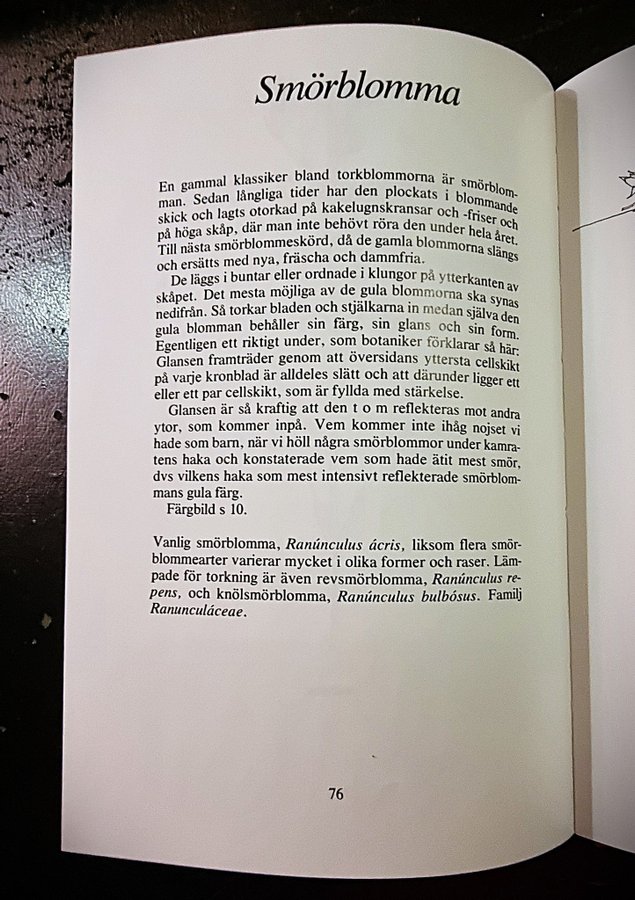 Smörblomma
En gammal klassiker bland torkblommorna är smörblom-
man. Sedan långliga tider har den plockats i blommande
skick och lagts otorkad på kakelugnskransar och -friser och
på höga skåp, där man inte behövt röra den under hela året.
Till nästa smörblommeskörd, då de gamla blommorna slängs
och ersätts med nya, fräscha och dammfria.
De läggs i buntar eller ordnade i klungor på ytterkanten av
skåpet. Det mesta möjliga av de gula blommorna ska synas
nedifrån. Så torkar bladen och stjälkarna in medan själva den
gula blomman behåller sin färg, sin glans och sin form.
Egentligen ett riktigt under, som botaniker förklarar så här:
Glansen framträder genom att översidans yttersta cellskikt
på varje kronblad är alldeles slätt och att därunder ligger ett
eller ett par cellskikt, som är fyllda med stärkelse.
Glansen är så kraftig att den t o m reflekteras mot andra
ytor, som kommer inpå. Vem kommer inte ihåg nojset vi
hade som barn, när vi höll några smörblommor under kamra-
tens haka och konstaterade vem som hade ätit mest smör,
dvs vilkens haka som mest intensivt reflekterade smörblom-
mans gula färg.
Färgbild s 10.
Vanlig smörblomma, Ranúnculus ácris, liksom flera smör-
blommearter varierar mycket i olika former och raser. Läm-
pade för torkning är även revsmörblomma, Ranúnculus re-
pens, och knölsmörblomma, Ranúnculus bulbósus. Familj
Ranunculáceae.
76